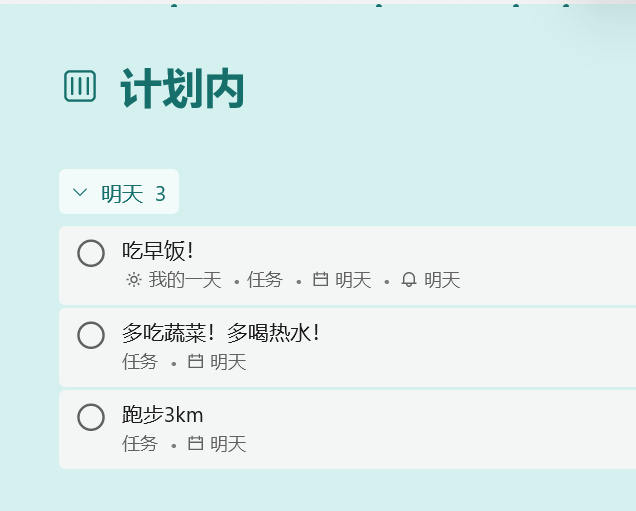 计划内
明天 3
吃早饭!
我的一天 • 任务 • 明天 • 明天
多吃蔬菜!多喝热水!
任务 • 明天
跑步3km
任务 • 明天